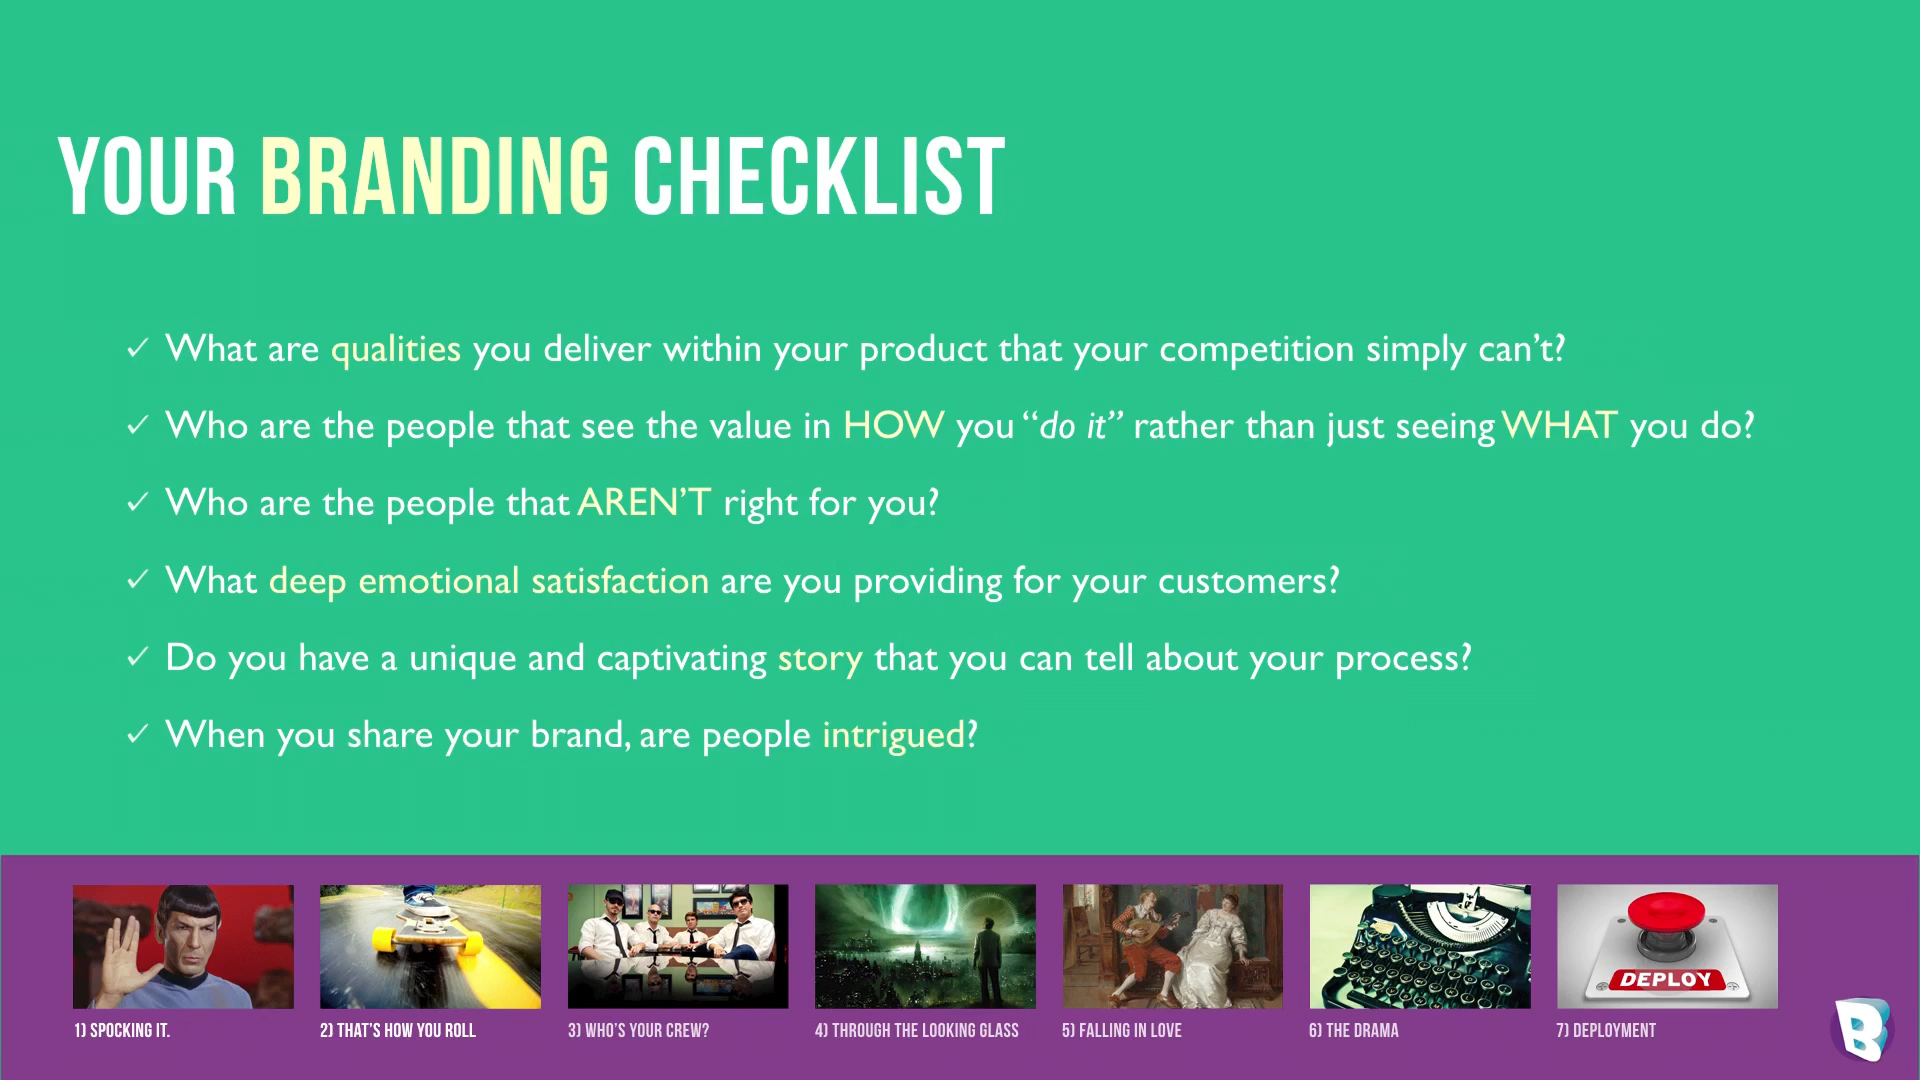 YOUR BRANDING CHECKLIST
✓ What are qualities you deliver within your product that your competition simply can’t?
✓ Who are the people that see the value in HOW you “do it” rather than just seeing WHAT you do?
✓ Who are the people that AREN’T right for you?
✓ What deep emotional satisfaction are you providing for your customers?
✓ Do you have a unique and captivating story that you can tell about your process?
✓ When you share your brand, are people intrigued?
DEPLOY
1) SPOCKING IT.
2) THAT’S HOW YOU ROLL
3) WHO’S YOUR CREW?
4) THROUGH THE LOOKING GLASS
5) FALLING IN LOVE
6) THE DRAMA
7) DEPLOYMENT
B